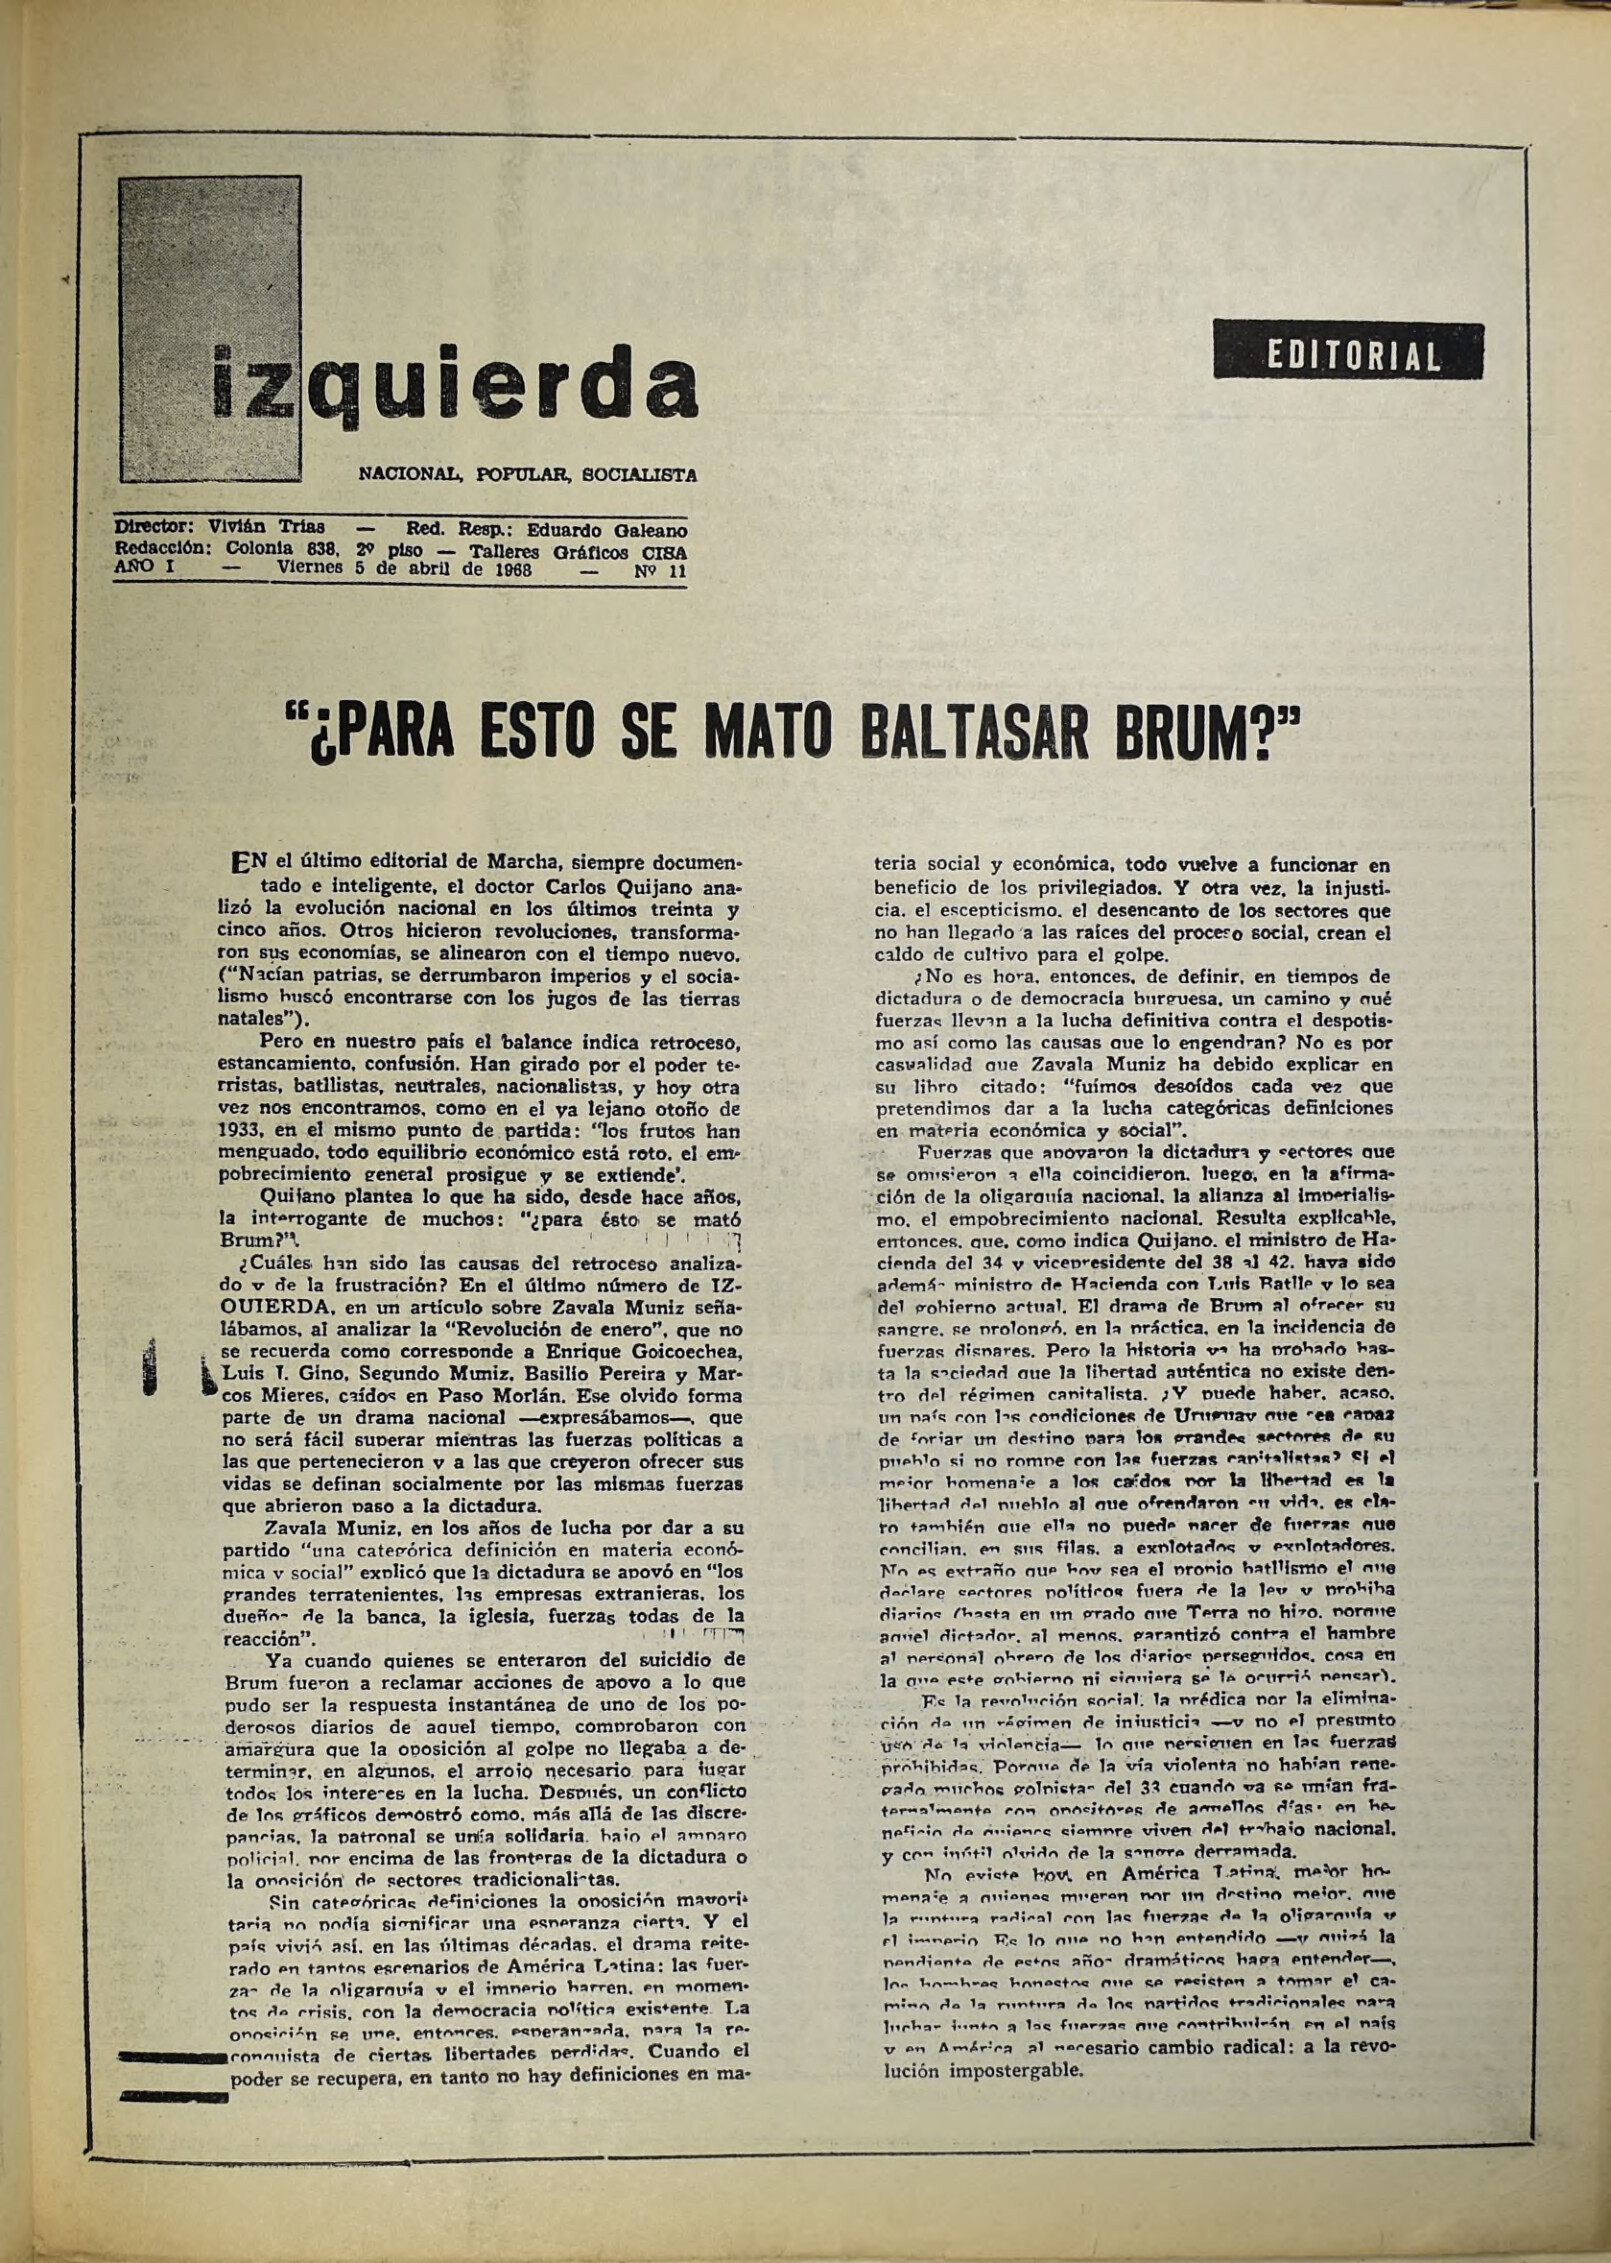 izquierda
EDITORIAL
NACIONAL, POPULAR, SOCIALISTA
Director: Vivián Trías — Red. Resp.: Eduardo Galeano
Redacción: Colonia 838, 2º piso — Talleres Gráficos CISA
AÑO I — Viernes 5 de abril de 1968 — Nº 11
“¿PARA ESTO SE MATO BALTASAR BRUM?”
EN el último editorial de Marcha, siempre documen-
tado e inteligente, el doctor Carlos Quijano ana-
lizó la evolución nacional en los últimos treinta y
cinco años. Otros hicieron revoluciones, transforma-
ron sus economías, se alinearon con el tiempo nuevo.
(“Nacían patrias, se derrumbaron imperios y el socia-
lismo buscó encontrarse con los jugos de las tierras
natales”).
Pero en nuestro país el balance indica retroceso,
estancamiento, confusión. Han girado por el poder te-
rristas, batllistas, neutrales, nacionalistas, y hoy otra
vez nos encontramos, como en el ya lejano otoño de
1933, en el mismo punto de partida: “los frutos han
menguado, todo equilibrio económico está roto, el em-
pobrecimiento general prosigue y se extiende’.
Quijano plantea lo que ha sido, desde hace años,
la interrogante de muchos: “¿para ésto se mató
Brum?”.
¿Cuáles han sido las causas del retroceso analiza-
do y de la frustración? En el último número de IZ-
QUIERDA, en un artículo sobre Zavala Muniz seña-
lábamos, al analizar la “Revolución de enero”, que no
se recuerda como corresponde a Enrique Goicoechea,
Luis I. Gino, Segundo Muniz, Basilio Pereira y Mar-
cos Mieres, caídos en Paso Morlán. Ese olvido forma
parte de un drama nacional —expresábamos—, que
no será fácil superar mientras las fuerzas políticas a
las que pertenecieron y a las que creyeron ofrecer sus
vidas se definan socialmente por las mismas fuerzas
que abrieron paso a la dictadura.
Zavala Muniz, en los años de lucha por dar a su
partido “una categórica definición en materia econó-
mica y social” explicó que la dictadura se apoyó en “los
grandes terratenientes, las empresas extranjeras, los
dueños de la banca, la iglesia, fuerzas todas de la
reacción”.
Ya cuando quienes se enteraron del suicidio de
Brum fueron a reclamar acciones de apoyo a lo que
pudo ser la respuesta instantánea de uno de los po-
derosos diarios de aquel tiempo, comprobaron con
amargura que la oposición al golpe no llegaba a de-
terminar, en algunos, el arrojo necesario para jugar
todos los intereses en la lucha. Después, un conflicto
de los gráficos demostró como, más allá de las discre-
pancias, la patronal se unía solidaria, bajo el amparo
policial, por encima de las fronteras de la dictadura o
la oposición de sectores tradicionalistas.
Sin categóricas definiciones la oposición mayori-
taria no podía significar una esperanza cierta. Y el
país vivió así, en las últimas décadas, el drama reite-
rado en tantos escenarios de América Latina: las fuer-
zas de la oligarquía y el imperio barren, en momen-
tos de crisis, con la democracia política existente. La
oposición se une, entonces, esperanzada, para la re-
conquista de ciertas libertades perdidas. Cuando el
poder se recupera, en tanto no hay definiciones en ma-
teria social y económica, todo vuelve a funcionar en
beneficio de los privilegiados. Y otra vez, la injusti-
cia, el escepticismo, el desencanto de los sectores que
no han llegado a las raíces del proceso social, crean el
caldo de cultivo para el golpe.
¿No es hora, entonces, de definir, en tiempos de
dictadura o de democracia burguesa, un camino y qué
fuerzas llevan a la lucha definitiva contra el despotis-
mo así como las causas que lo engendran? No es por
casualidad que Zavala Muniz ha debido explicar en
su libro citado: “fuimos desoídos cada vez que
pretendimos dar a la lucha categóricas definiciones
en materia económica y social”.
Fuerzas que apoyaron la dictadura y sectores que
se opusieron a ella coincidieron, luego, en la afirma-
ción de la oligarquía nacional, la alianza al imperialis-
mo, el empobrecimiento nacional. Resulta explicable,
entonces, que, como indica Quijano, el ministro de Ha-
cienda del 34 y vicepresidente del 38 al 42, haya sido
además ministro de Hacienda con Luis Batlle y lo sea
del gobierno actual. El drama de Brum al ofrecer su
sangre, se prolongó, en la práctica, en la incidencia de
fuerzas dispares. Pero la historia ya ha probado has-
ta la saciedad que la libertad auténtica no existe den-
tro del régimen capitalista. ¿Y puede haber, acaso,
un país con las condiciones de Uruguay que sea capaz
de forjar un destino para los grandes sectores de su
pueblo si no rompe con las fuerzas capitalistas? Si el
mejor homenaje a los caídos por la libertad es la
libertad del pueblo al que ofrendaron su vida, es cla-
ro también que ella no puede nacer de fuerzas que
concilian, en sus filas, a explotados y explotadores.
No es extraño que hoy sea el propio batllismo el que
declare sectores políticos fuera de la ley y prohiba
diarios (hasta en un grado que Terra no hizo, porque
aquel dictador, al menos, garantizó contra el hambre
al personal obrero de los diarios perseguidos, cosa en
la que este gobierno ni siquiera se le ocurrió pensar).
Es la revolución social, la prédica por la elimina-
ción de un régimen de injusticia —y no el presunto
uso de la violencia— lo que persiguen en las fuerzas
prohibidas. Porque de la vía violenta no habían rene-
gado muchos golpistas del 33 cuando ya se unían fra-
ternalmente con opositores de aquellos días en be-
neficio de quienes siempre viven del trabajo nacional,
y con inútil olvido de la sangre derramada.
No existe hoy, en América Latina, mejor ho-
menaje a quienes mueren por un destino mejor, que
la ruptura radical con las fuerzas de la oligarquía y
el imperio. Es lo que no han entendido —y quizá la
pendiente de estos años dramáticos haga entender—,
los hombres honestos que se resisten a tomar el ca-
mino de la ruptura de los partidos tradicionales para
luchar junto a las fuerzas que contribuirán en el país
y en América al necesario cambio radical: a la revo-
lución impostergable.